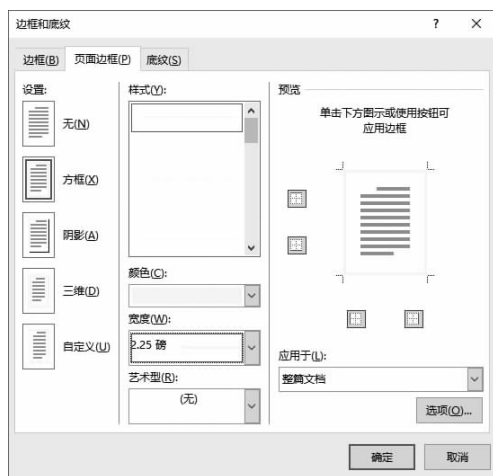 边框和底纹
? ×
边框(B) 页面边框(P) 底纹(S)
设置:
无(N)
方框(X)
阴影(A)
三维(D)
自定义(U)
样式(Y):
颜色(C):
宽度(W):
2.25 磅
艺术型(R):
(无)
预览
单击下方图示或使用按钮可
应用边框
应用于(L):
整篇文档
选项(O)...
确定 取消